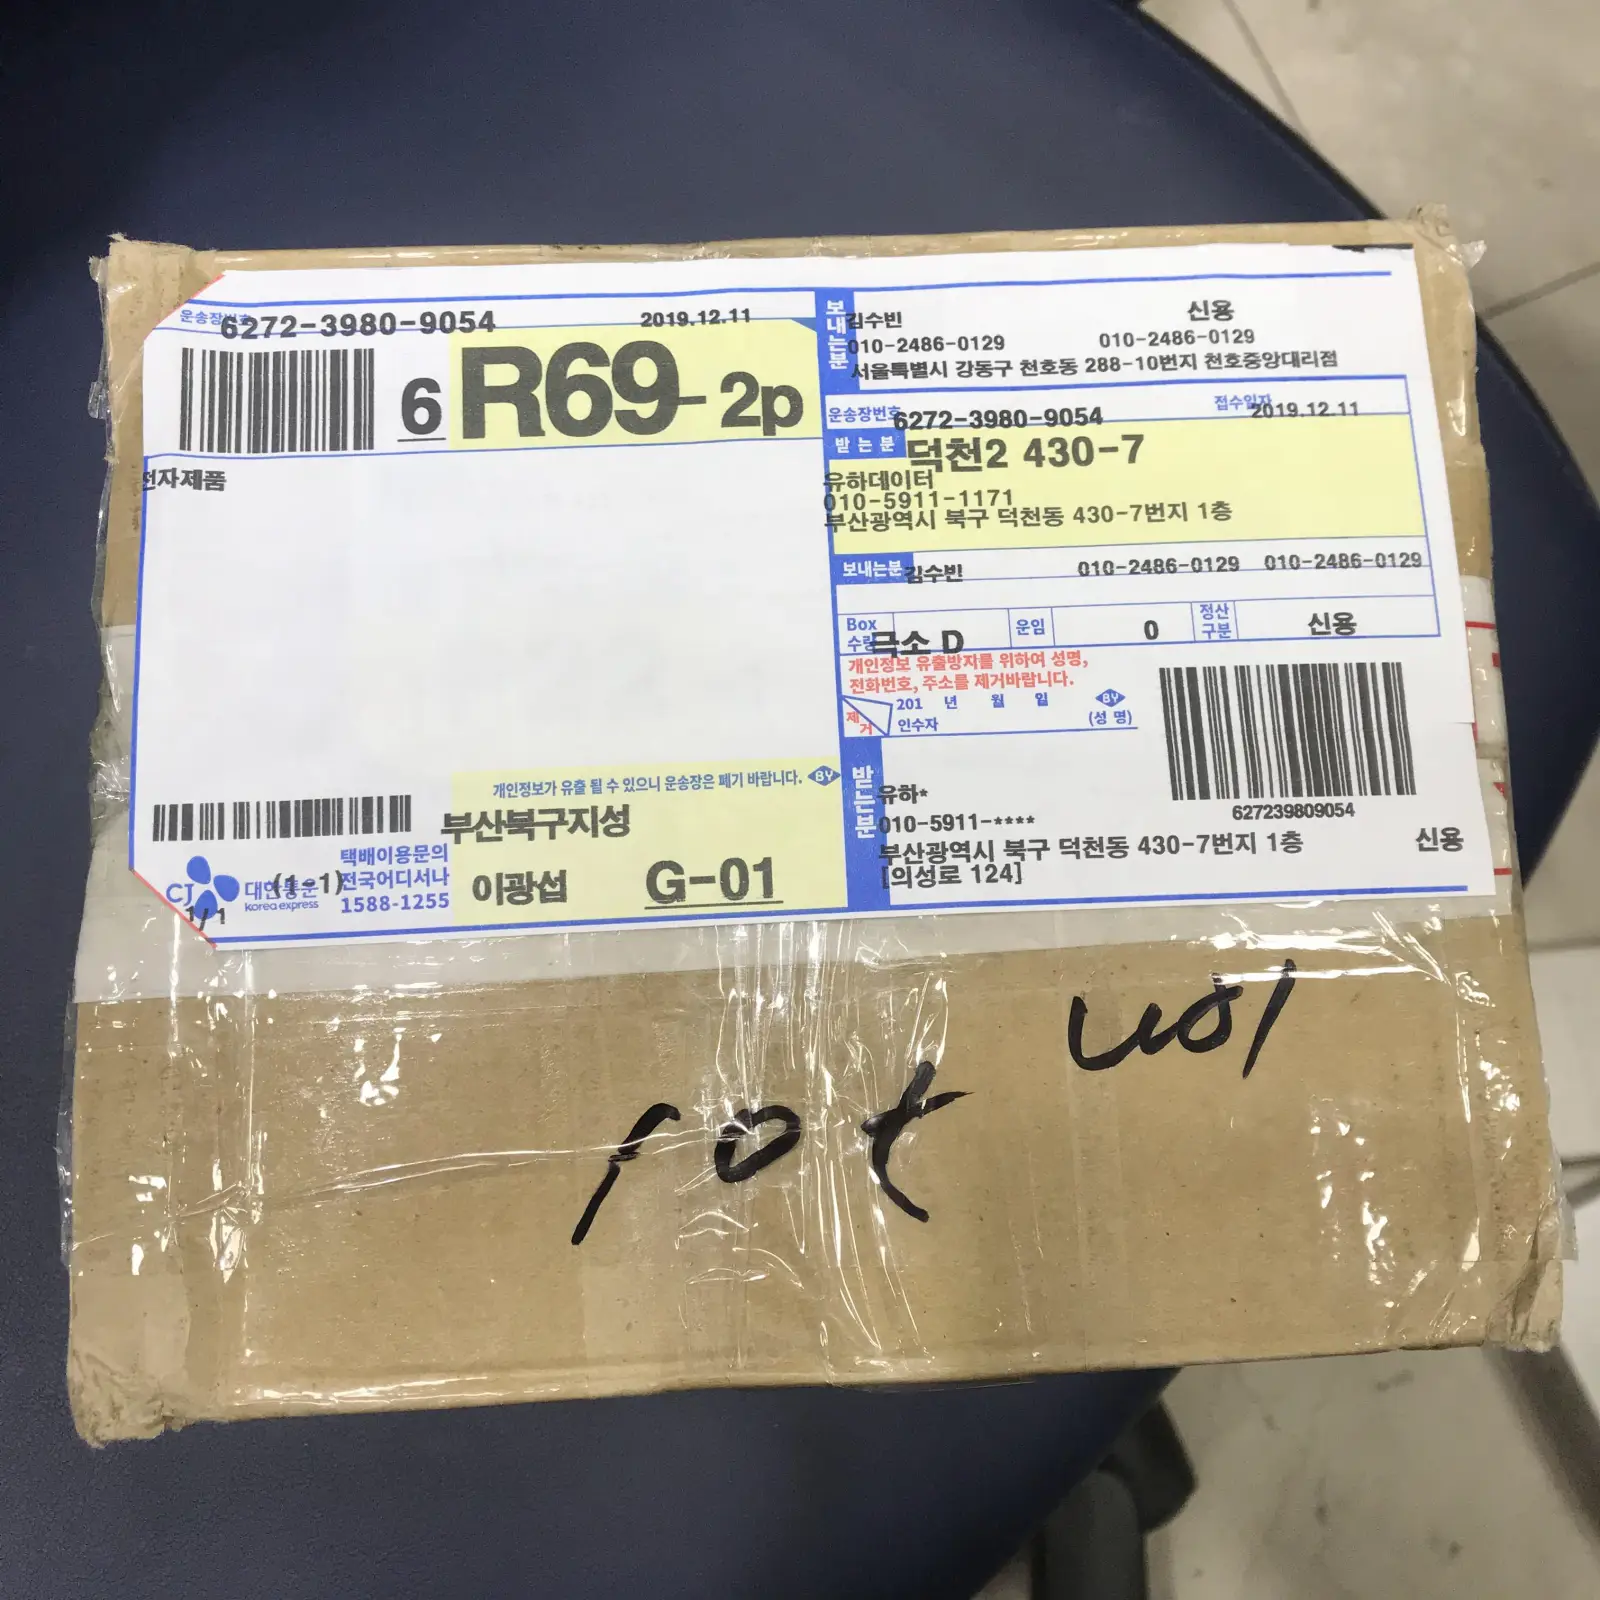 운송장번호 6272-3980-9054 2019.12.11
6 R69-2p
전자제품
개인정보가 유출 될 수 있으니 운송장은 폐기 바랍니다. BY
부산북구지성
이광섭 G-01
CJ 대한통운
korea express
(1-1)
1/1
택배이용문의
전국어디서나
1588-1255
보내는분
김수빈 신용
010-2486-0129 010-2486-0129
서울특별시 강동구 천호동 288-10번지 천호중앙대리점
운송장번호 6272-3980-9054 접수일자 2019.12.11
받는분 덕천2 430-7
유하데이터
010-5911-1171
부산광역시 북구 덕천동 430-7번지 1층
보내는분 김수빈 010-2486-0129 010-2486-0129
Box 수량 극소 D 운임 0 정산 구분 신용
개인정보 유출방지를 위하여 성명,
전화번호, 주소를 제거바랍니다.
제거
201 년 월 일 BY
인수자 (성 명)
627239809054
받는분
유하*
010-5911-****
부산광역시 북구 덕천동 430-7번지 1층 신용
[의성로 124]